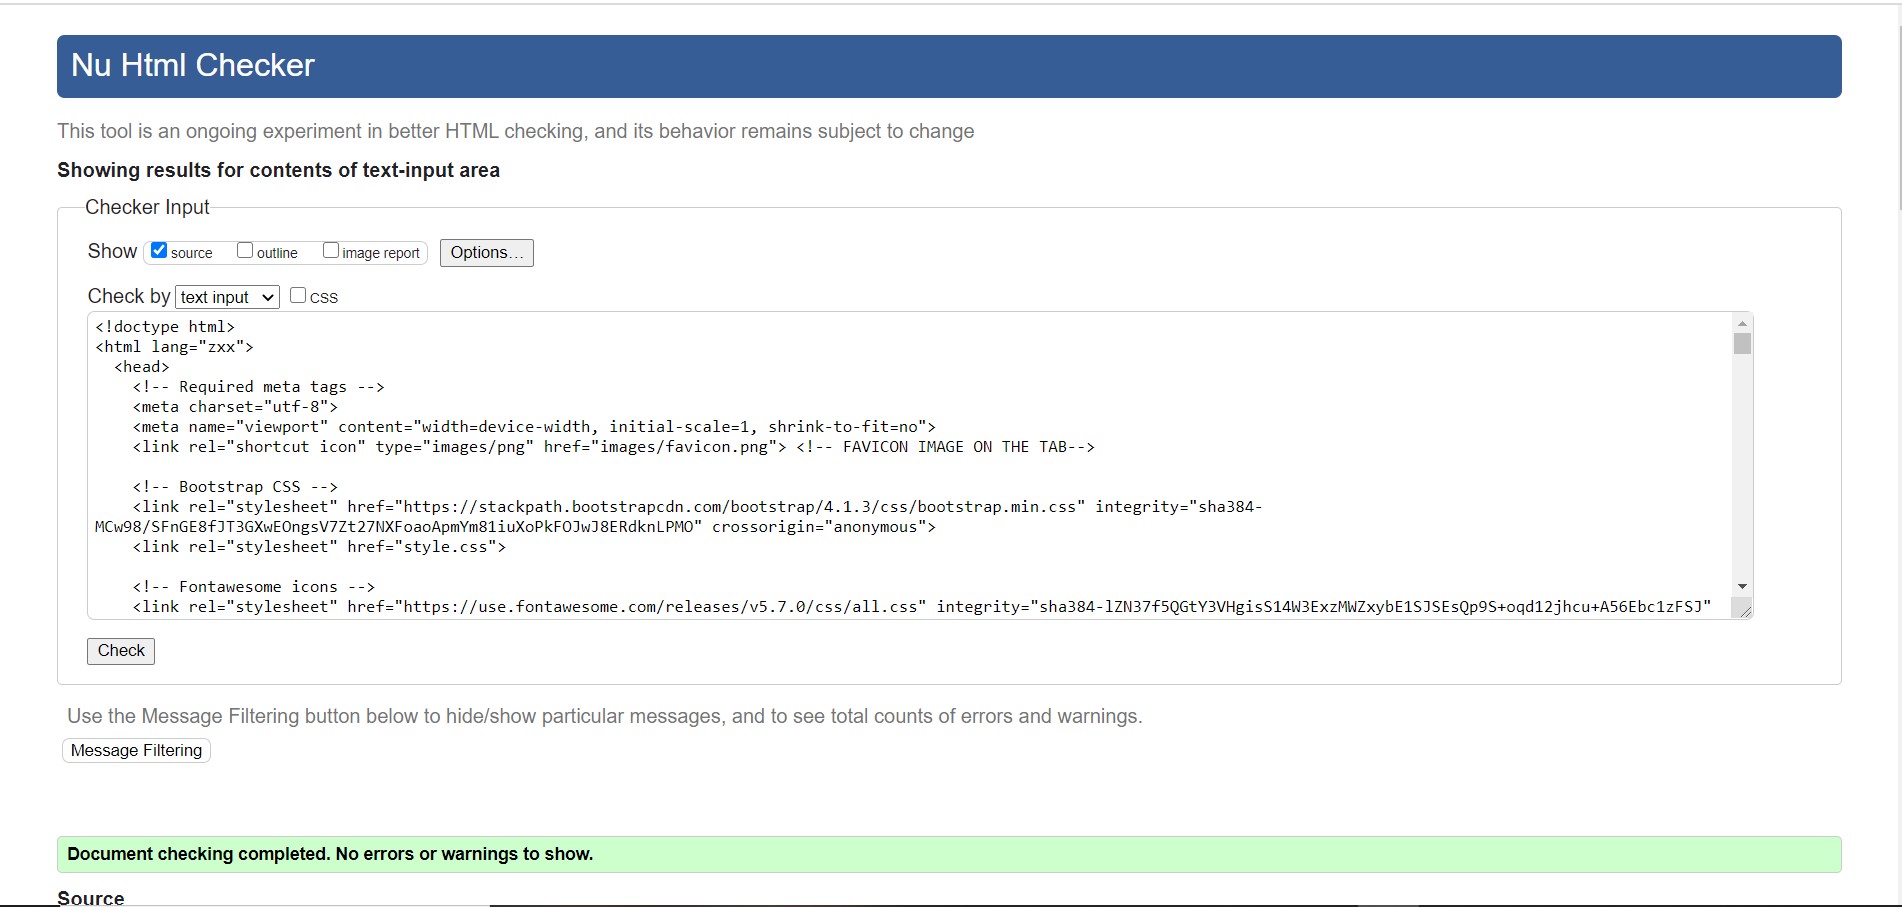 Nu Html Checker
This tool is an ongoing experiment in better HTML checking, and its behavior remains subject to change
Showing results for contents of text-input area
Checker Input
Show source outline image report Options...
Check by text input CSS
<!doctype html>
<html lang="zxx">
<head>
<!-- Required meta tags -->
<meta charset="utf-8">
<meta name="viewport" content="width=device-width, initial-scale=1, shrink-to-fit=no">
<link rel="shortcut icon" type="images/png" href="images/favicon.png"> <!-- FAVICON IMAGE ON THE TAB-->
<!-- Bootstrap CSS -->
<link rel="stylesheet" href="https://stackpath.bootstrapcdn.com/bootstrap/4.1.3/css/bootstrap.min.css" integrity="sha384-
MCw98/SFnGE8fJT3GXwEOngsV7Zt27NXFoaoApmYm81iuXoPkFOJwJ8ERdknLPMO" crossorigin="anonymous">
<link rel="stylesheet" href="style.css">
<!-- Fontawesome icons -->
<link rel="stylesheet" href="https://use.fontawesome.com/releases/v5.7.0/css/all.css" integrity="sha384-lZN37f5QGtY3VHgisS14W3ExzMWZxybE1SJSEsQp9S+oqd12jhcu+A56Ebc1zFSJ"
Check
Use the Message Filtering button below to hide/show particular messages, and to see total counts of errors and warnings.
Message Filtering
Document checking completed. No errors or warnings to show.
Source